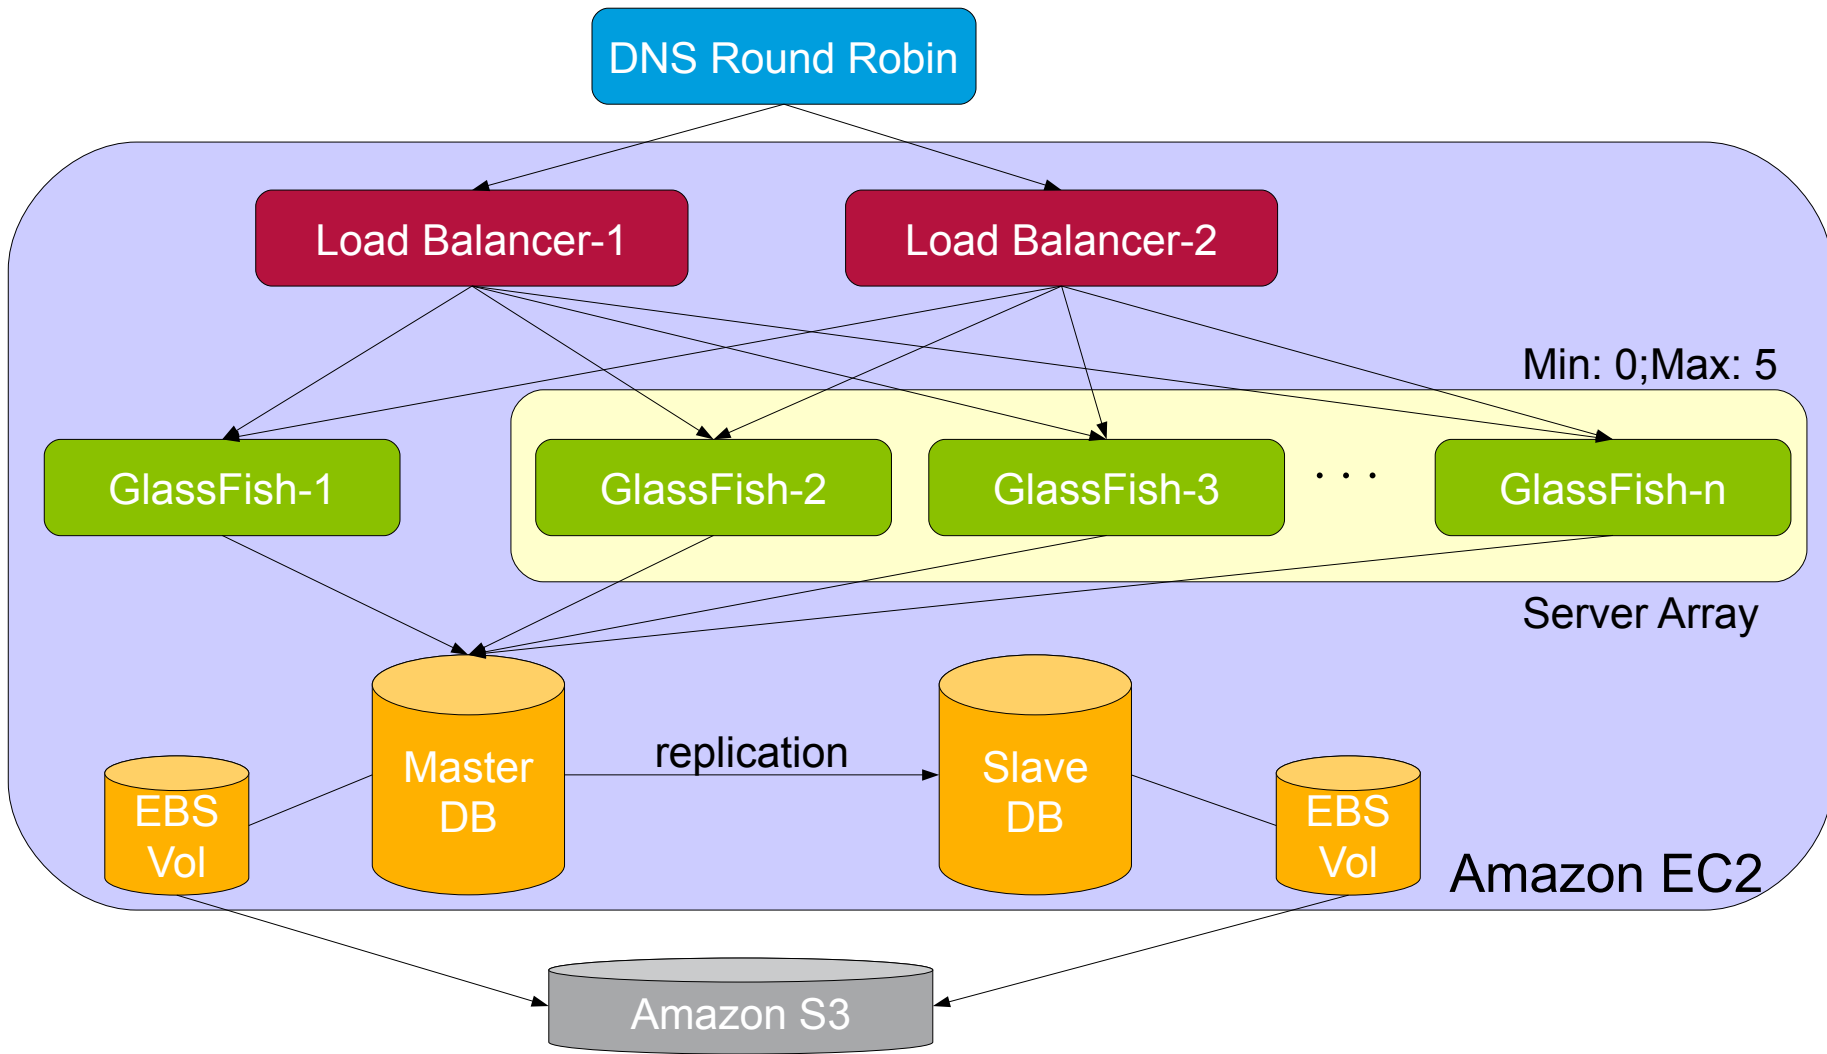 DNS Round Robin
Load Balancer-1
Load Balancer-2
Min: 0;Max: 5
GlassFish-1
GlassFish-2
GlassFish-3
. . .
GlassFish-n
Server Array
Master
DB
replication
Slave
DB
EBS
Vol
EBS
Vol
Amazon EC2
Amazon S3